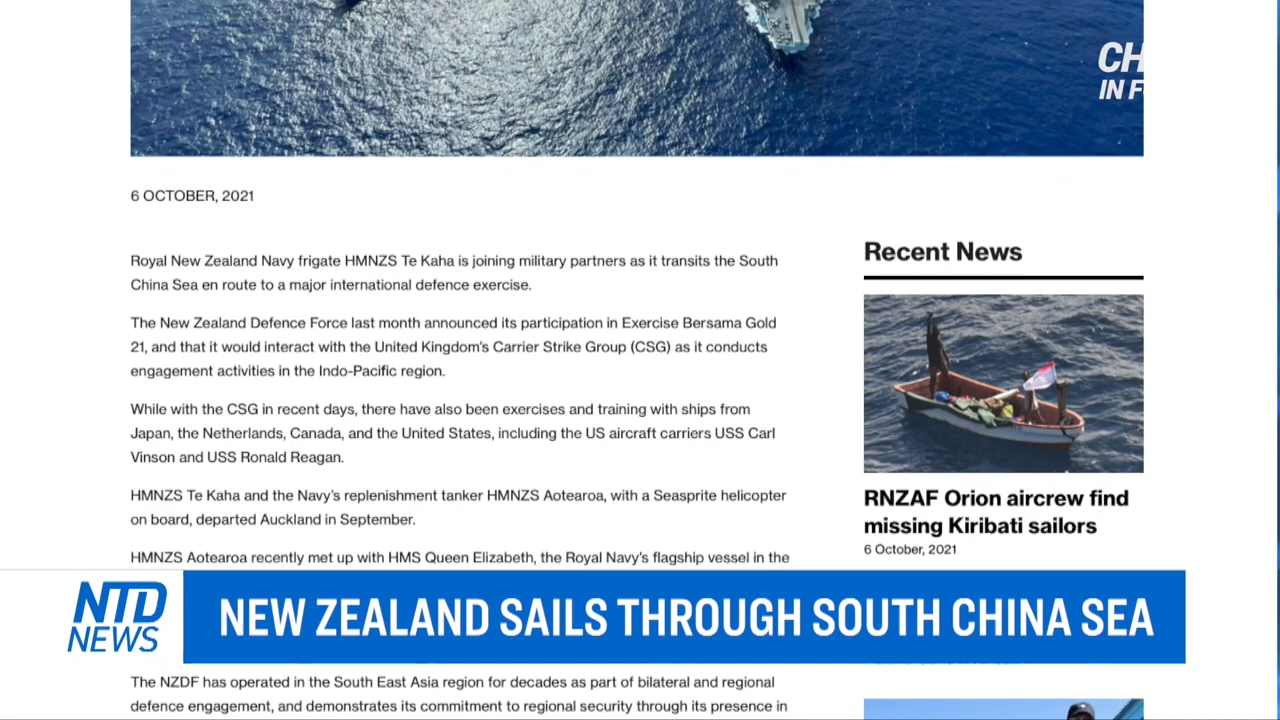 CH
IN F
6 OCTOBER, 2021
Royal New Zealand Navy frigate HMNZS Te Kaha is joining military partners as it transits the South
China Sea en route to a major international defence exercise.
The New Zealand Defence Force last month announced its participation in Exercise Bersama Gold
21, and that it would interact with the United Kingdom's Carrier Strike Group (CSG) as it conducts
engagement activities in the Indo-Pacific region.
While with the CSG in recent days, there have also been exercises and training with ships from
Japan, the Netherlands, Canada, and the United States, including the US aircraft carriers USS Carl
Vinson and USS Ronald Reagan.
HMNZS Te Kaha and the Navy's replenishment tanker HMNZS Aotearoa, with a Seasprite helicopter
on board, departed Auckland in September.
HMNZS Aotearoa recently met up with HMS Queen Elizabeth, the Royal Navy's flagship vessel in the
Recent News
RNZAF Orion aircrew find
missing Kiribati sailors
6 October, 2021
NTD
NEWS
NEW ZEALAND SAILS THROUGH SOUTH CHINA SEA
The NZDF has operated in the South East Asia region for decades as part of bilateral and regional
defence engagement, and demonstrates its commitment to regional security through its presence in